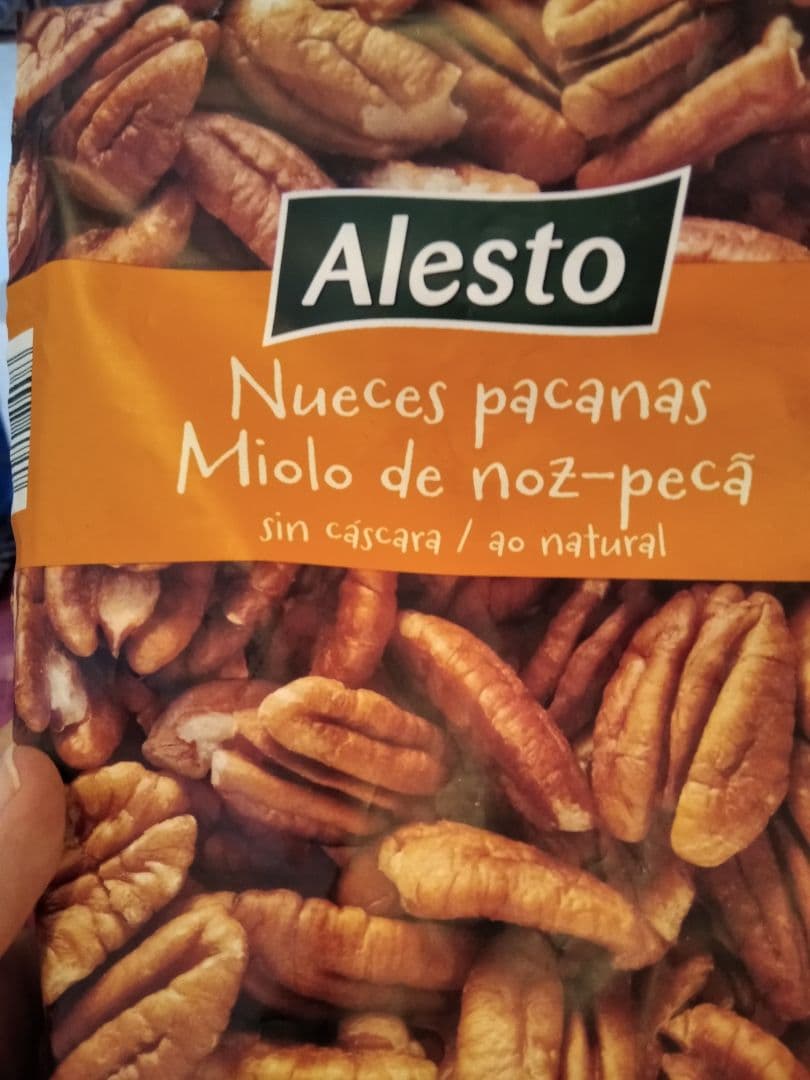 Alesto
Nueces pacanas
Miolo de noz-pecã
sin cáscara / ao natural